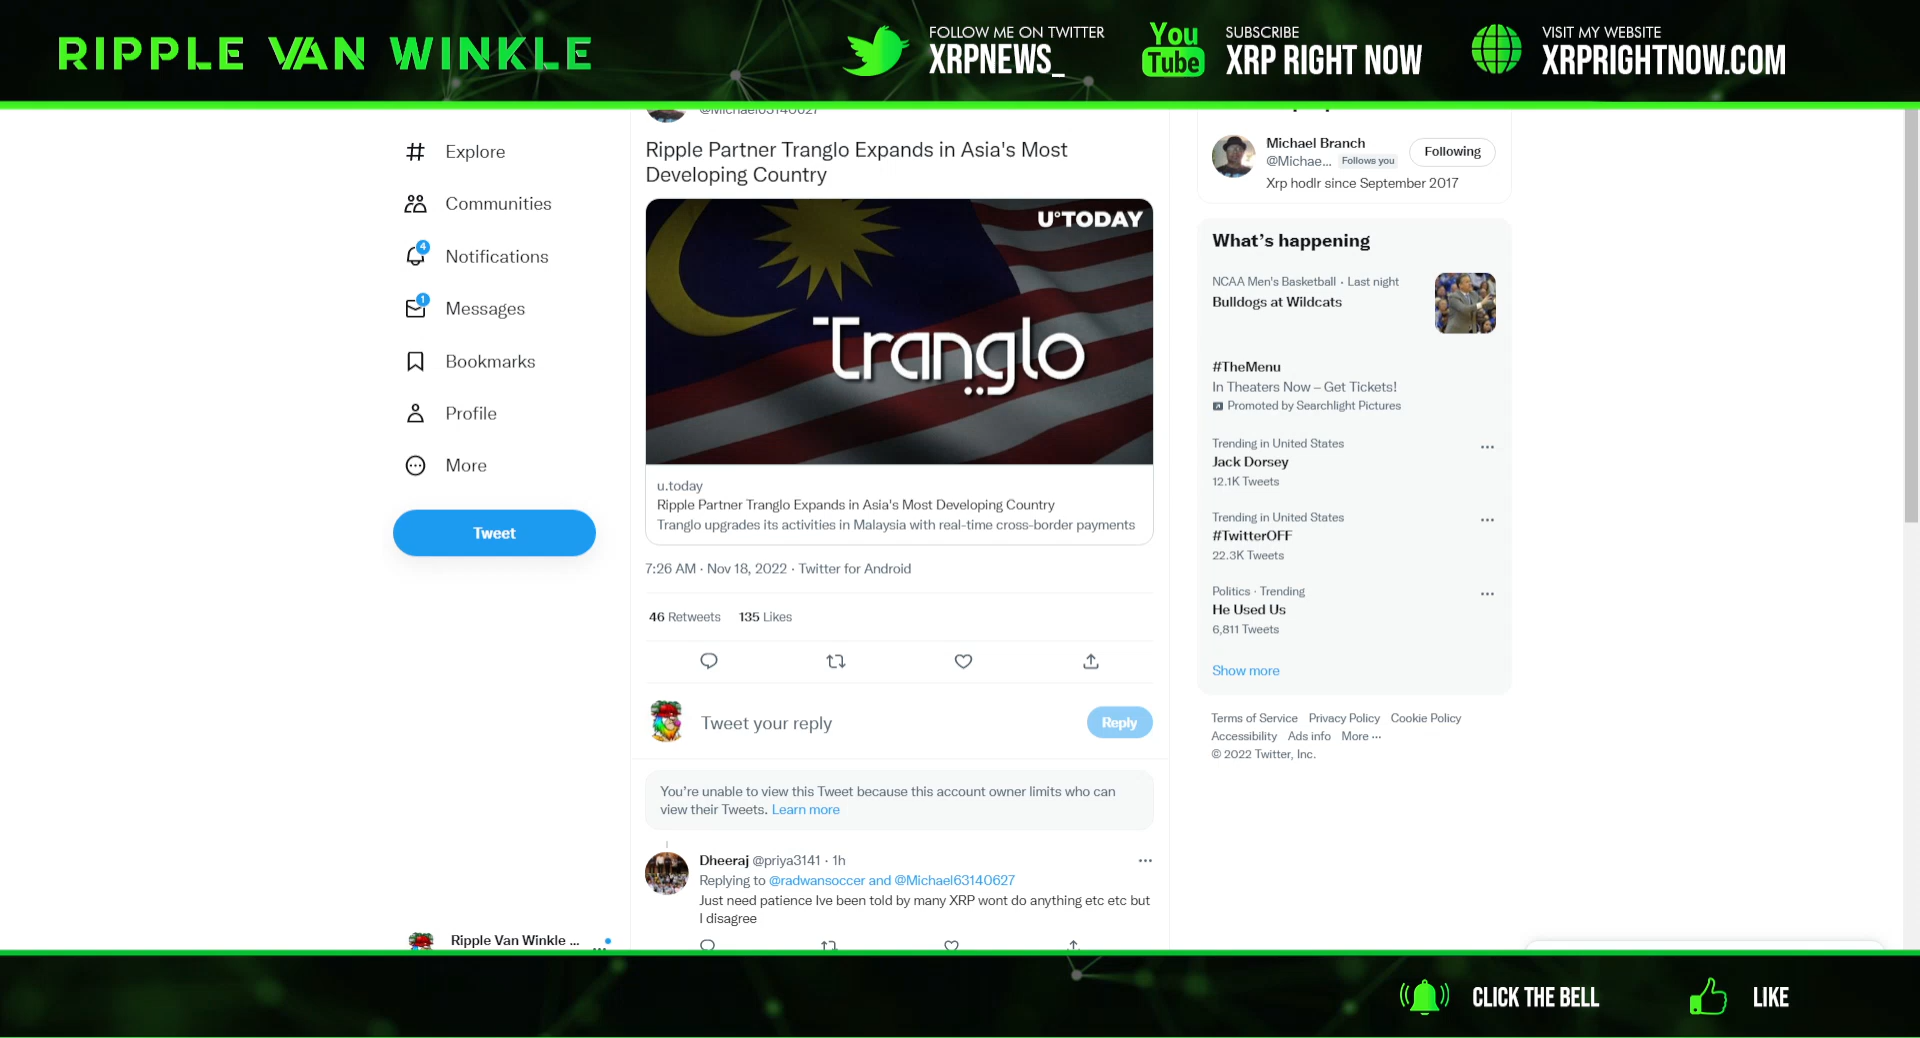 RIPPLE VAN WINKLE
FOLLOW ME ON TWITTER
XRPNEWS_
You
Tube
SUBSCRIBE
XRP RIGHT NOW
VISIT MY WEBSITE
XRPRIGHTNOW.COM
Explore
Communities
4
Notifications
1
Messages
Bookmarks
Profile
More
Tweet
Ripple Van Winkle ...
@Michael63140627
Ripple Partner Tranglo Expands in Asia's Most
Developing Country
U°TODAY
Tranglo
u.today
Ripple Partner Tranglo Expands in Asia's Most Developing Country
Tranglo upgrades its activities in Malaysia with real-time cross-border payments
7:26 AM · Nov 18, 2022 · Twitter for Android
46 Retweets 135 Likes
Tweet your reply
Reply
You're unable to view this Tweet because this account owner limits who can
view their Tweets. Learn more
Dheeraj @priya3141 · 1h
Replying to @radwansoccer and @Michael63140627
Just need patience Ive been told by many XRP wont do anything etc etc but
I disagree
Michael Branch
@Michae... Follows you
Following
Xrp hodlr since September 2017
What's happening
NCAA Men's Basketball · Last night
Bulldogs at Wildcats
#TheMenu
In Theaters Now – Get Tickets!
Promoted by Searchlight Pictures
Trending in United States
Jack Dorsey
12.1K Tweets
Trending in United States
#TwitterOFF
22.3K Tweets
Politics · Trending
He Used Us
6,811 Tweets
Show more
Terms of Service Privacy Policy Cookie Policy
Accessibility Ads info More ...
© 2022 Twitter, Inc.
CLICK THE BELL
LIKE